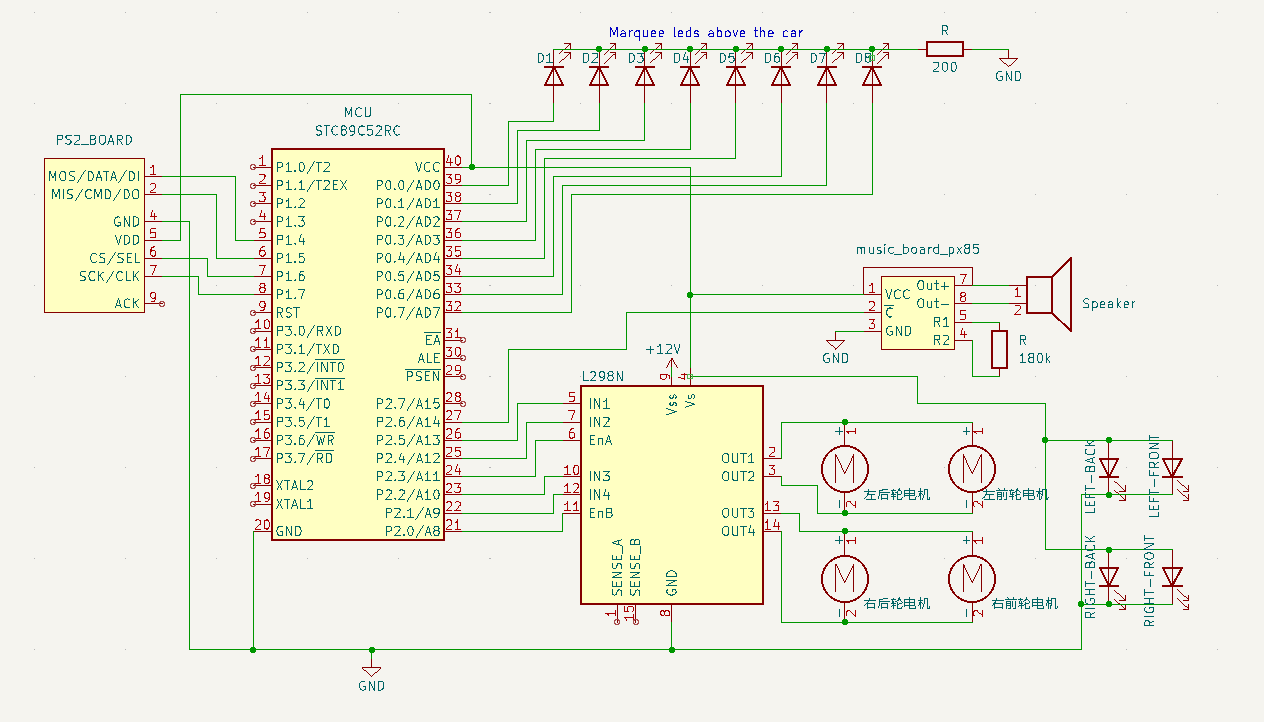 Marquee leds above the car
D1 D2 D3 D4 D5 D6 D7 D8
R
200
GND
MCU
STC89C52RC
PS2_BOARD
MOS/DATA/DI 1
MIS/CMD/DO 2
GND 4
VDD 5
CS/SEL 6
SCK/CLK 7
ACK 9
1 P1.0/T2
2 P1.1/T2EX
3 P1.2
4 P1.3
5 P1.4
6 P1.5
7 P1.6
8 P1.7
9 RST
10 P3.0/RXD
11 P3.1/TXD
12 P3.2/INT0
13 P3.3/INT1
14 P3.4/T0
15 P3.5/T1
16 P3.6/WR
17 P3.7/RD
18 XTAL2
19 XTAL1
20 GND
VCC 40
P0.0/AD0 39
P0.1/AD1 38
P0.2/AD2 37
P0.3/AD3 36
P0.4/AD4 35
P0.5/AD5 34
P0.6/AD6 33
P0.7/AD7 32
EA 31
ALE 30
PSEN 29
P2.7/A15 28
P2.6/A14 27
P2.5/A13 26
P2.4/A12 25
P2.3/A11 24
P2.2/A10 23
P2.1/A9 22
P2.0/A8 21
music_board_px85
1 VCC
2 C
3 GND
Out+ 7
Out- 8
R1 5
R2 4
GND
1
2
Speaker
R
180k
+12V
L298N
9 Vss
4 Vs
5 IN1
7 IN2
6 EnA
10 IN3
12 IN4
11 EnB
OUT1 2
OUT2 3
OUT3 13
OUT4 14
SENSE_A 1
SENSE_B 15
GND 8
+ 1
M
- 2
左后轮电机
+ 1
M
- 2
左前轮电机
+ 1
M
- 2
右后轮电机
+ 1
M
- 2
右前轮电机
LEFT-BACK
LEFT-FRONT
RIGHT-BACK
RIGHT-FRONT
GND